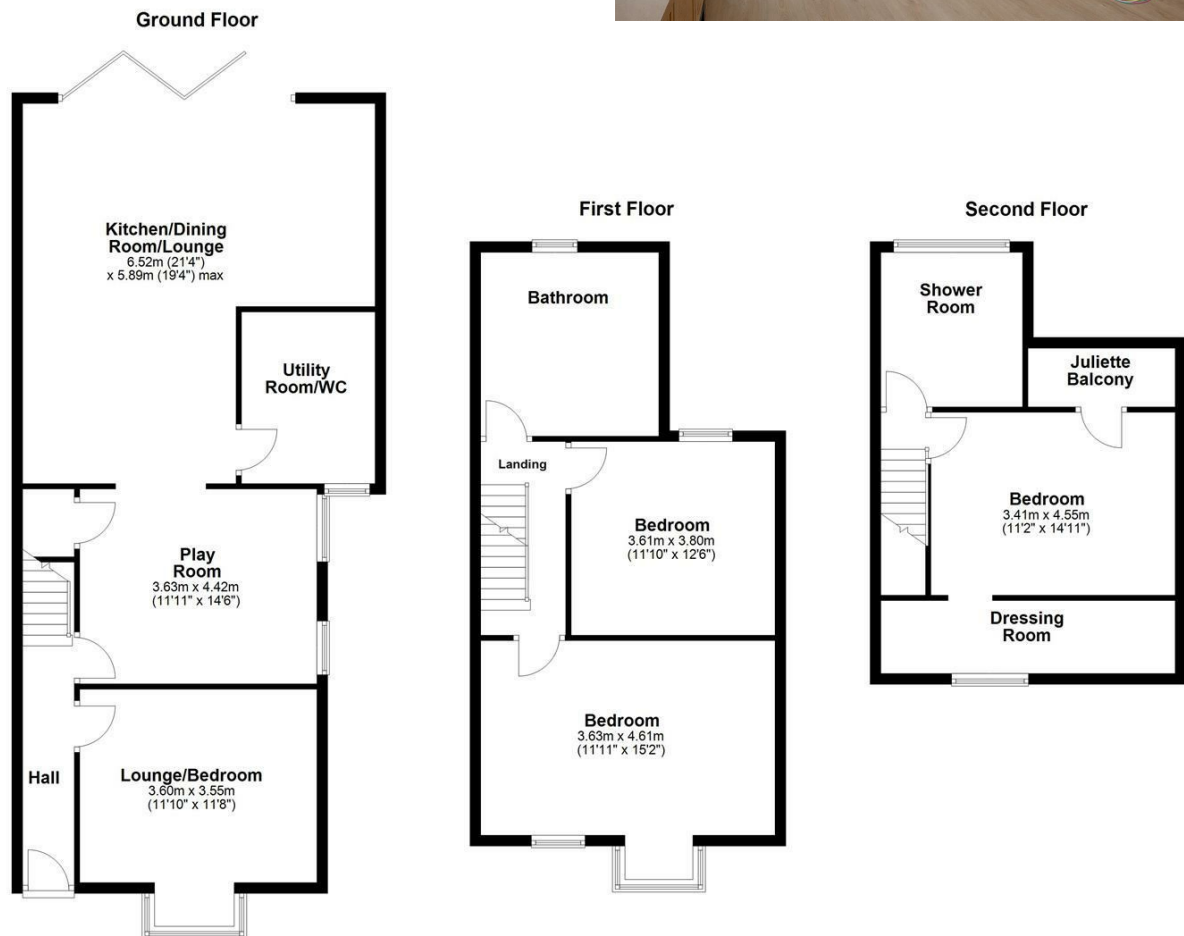 Ground Floor
Kitchen/Dining
Room/Lounge
6.52m (21'4")
x 5.89m (19'4") max
Utility
Room/WC
Play
Room
3.63m x 4.42m
(11'11" x 14'6")
Hall
Lounge/Bedroom
3.60m x 3.55m
(11'10" x 11'8")
First Floor
Bathroom
Landing
Bedroom
3.61m x 3.80m
(11'10" x 12'6")
Bedroom
3.63m x 4.61m
(11'11" x 15'2")
Second Floor
Shower
Room
Juliette
Balcony
Bedroom
3.41m x 4.55m
(11'2" x 14'11")
Dressing
Room